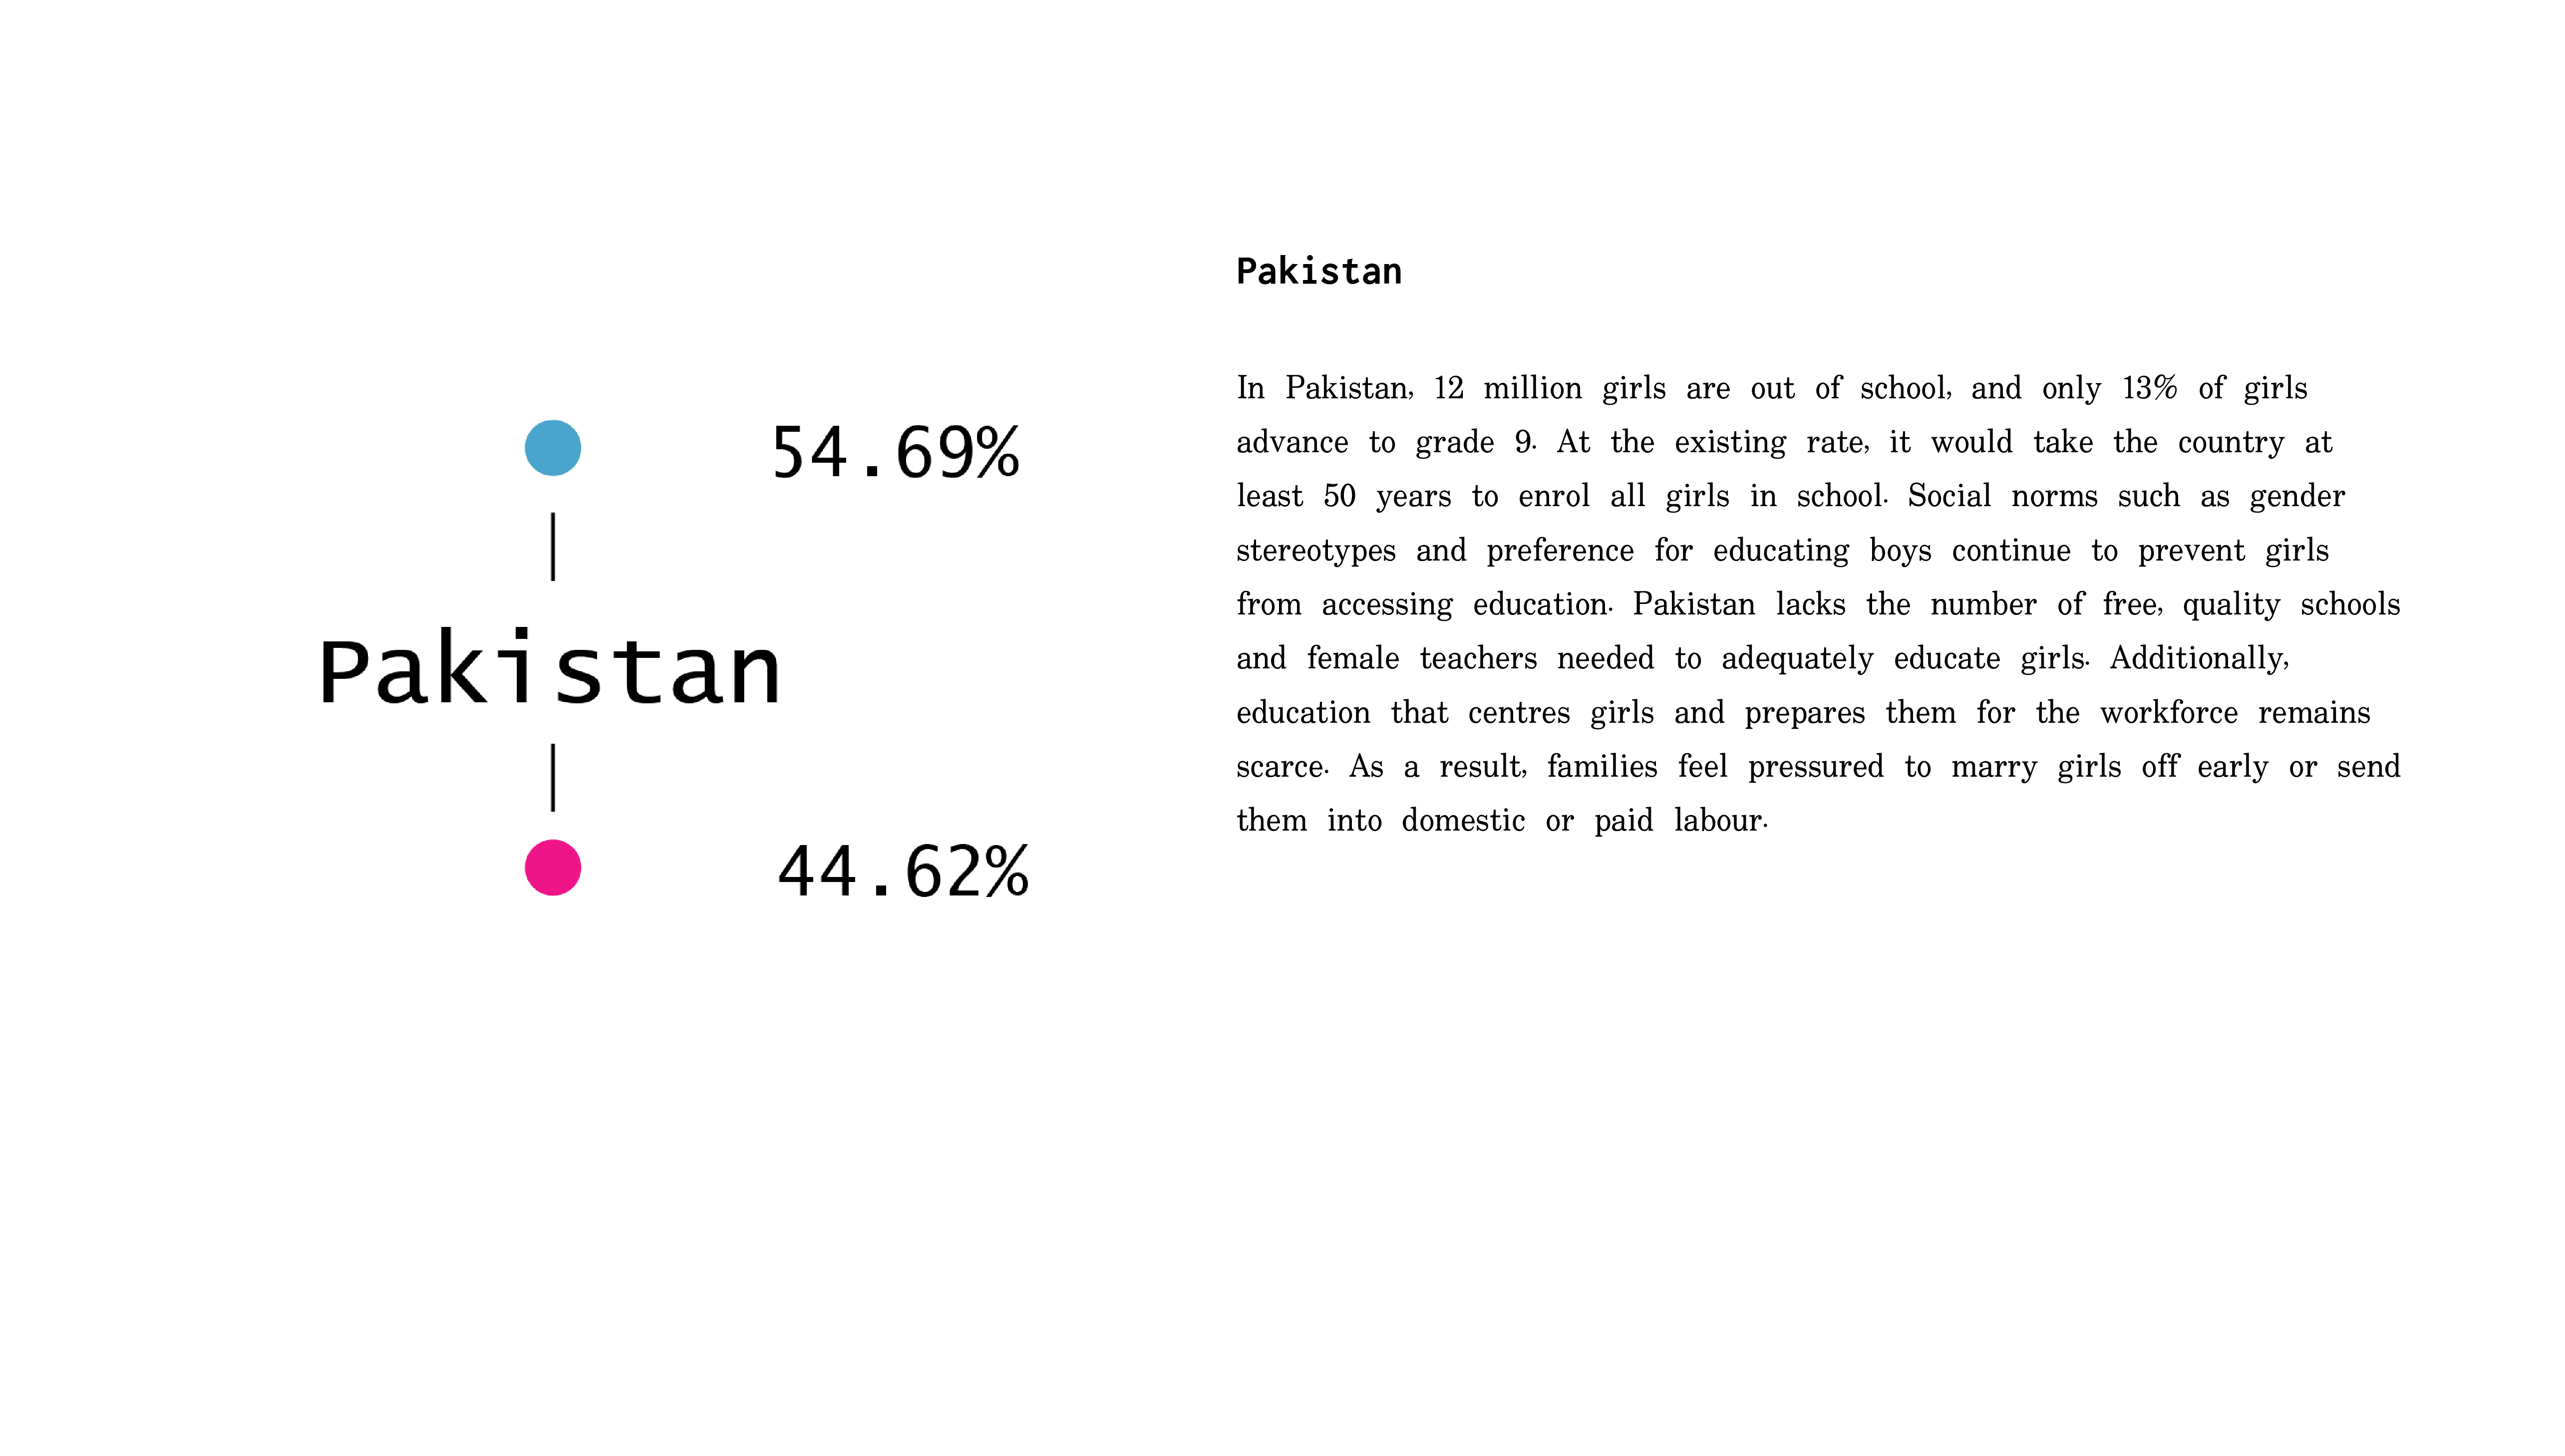 54.69%
Pakistan
44.62%
Pakistan
In Pakistan, 12 million girls are out of school, and only 13% of girls
advance to grade 9. At the existing rate, it would take the country at
least 50 years to enrol all girls in school. Social norms such as gender
stereotypes and preference for educating boys continue to prevent girls
from accessing education. Pakistan lacks the number of free, quality schools
and female teachers needed to adequately educate girls. Additionally,
education that centres girls and prepares them for the workforce remains
scarce. As a result, families feel pressured to marry girls off early or send
them into domestic or paid labour.